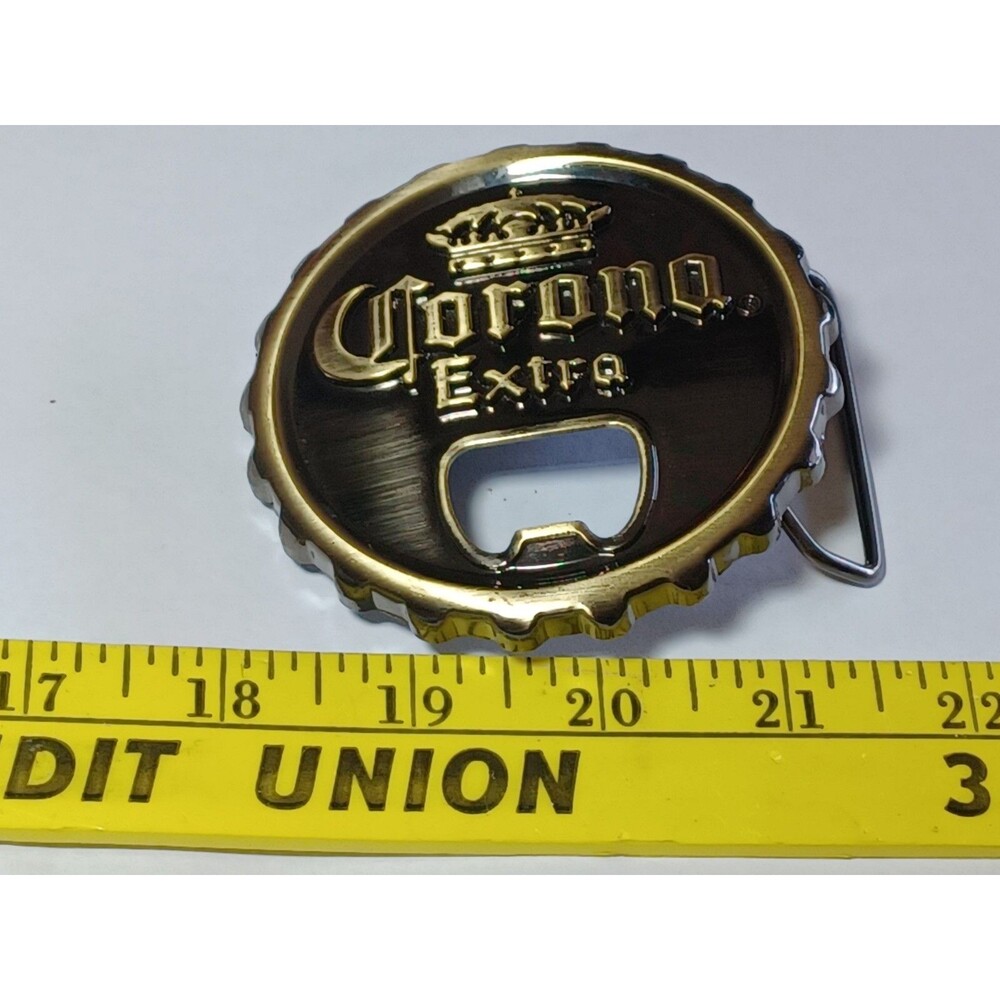 Corona®
Extra
17 18 19 20 21 22
DIT UNION 3